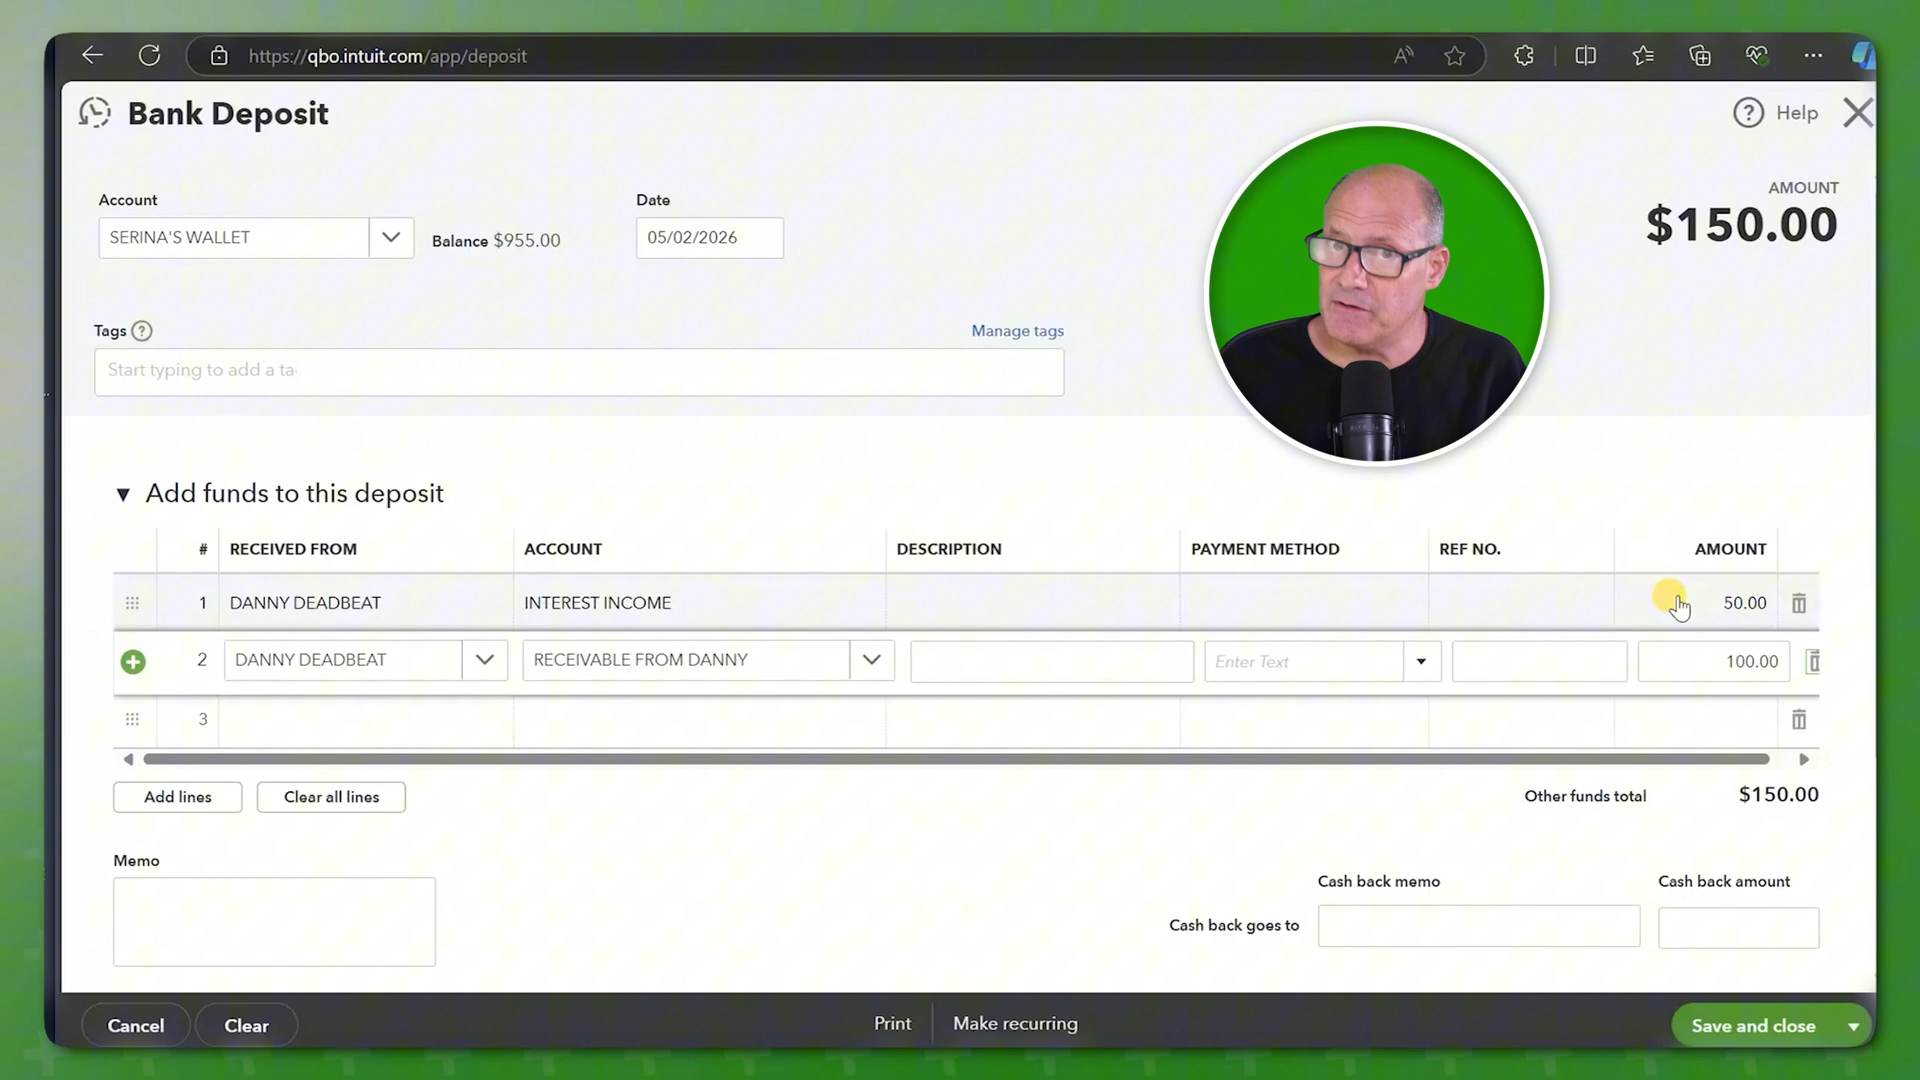 https://qbo.intuit.com/app/deposit
Bank Deposit
Help
Account
Date
AMOUNT
SERINA'S WALLET
Balance $955.00
05/02/2026
$150.00
Tags
Manage tags
Start typing to add a ta
Add funds to this deposit
# RECEIVED FROM ACCOUNT DESCRIPTION PAYMENT METHOD REF NO. AMOUNT
1 DANNY DEADBEAT INTEREST INCOME 50.00
2 DANNY DEADBEAT RECEIVABLE FROM DANNY Enter Text 100.00
3
Add lines Clear all lines Other funds total $150.00
Memo
Cash back memo Cash back amount
Cash back goes to
Cancel Clear Print Make recurring Save and close